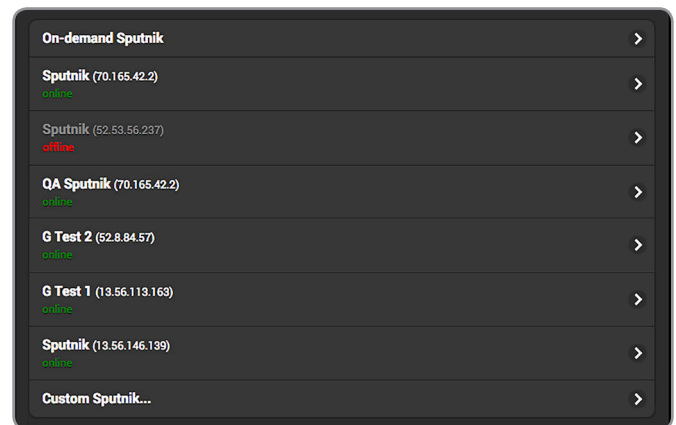 On-demand Sputnik
Sputnik (70.165.42.2)
online
Sputnik (52.53.56.237)
offline
QA Sputnik (70.165.42.2)
online
G Test 2 (52.8.84.57)
online
G Test 1 (13.56.113.163)
online
Sputnik (13.56.146.139)
online
Custom Sputnik...